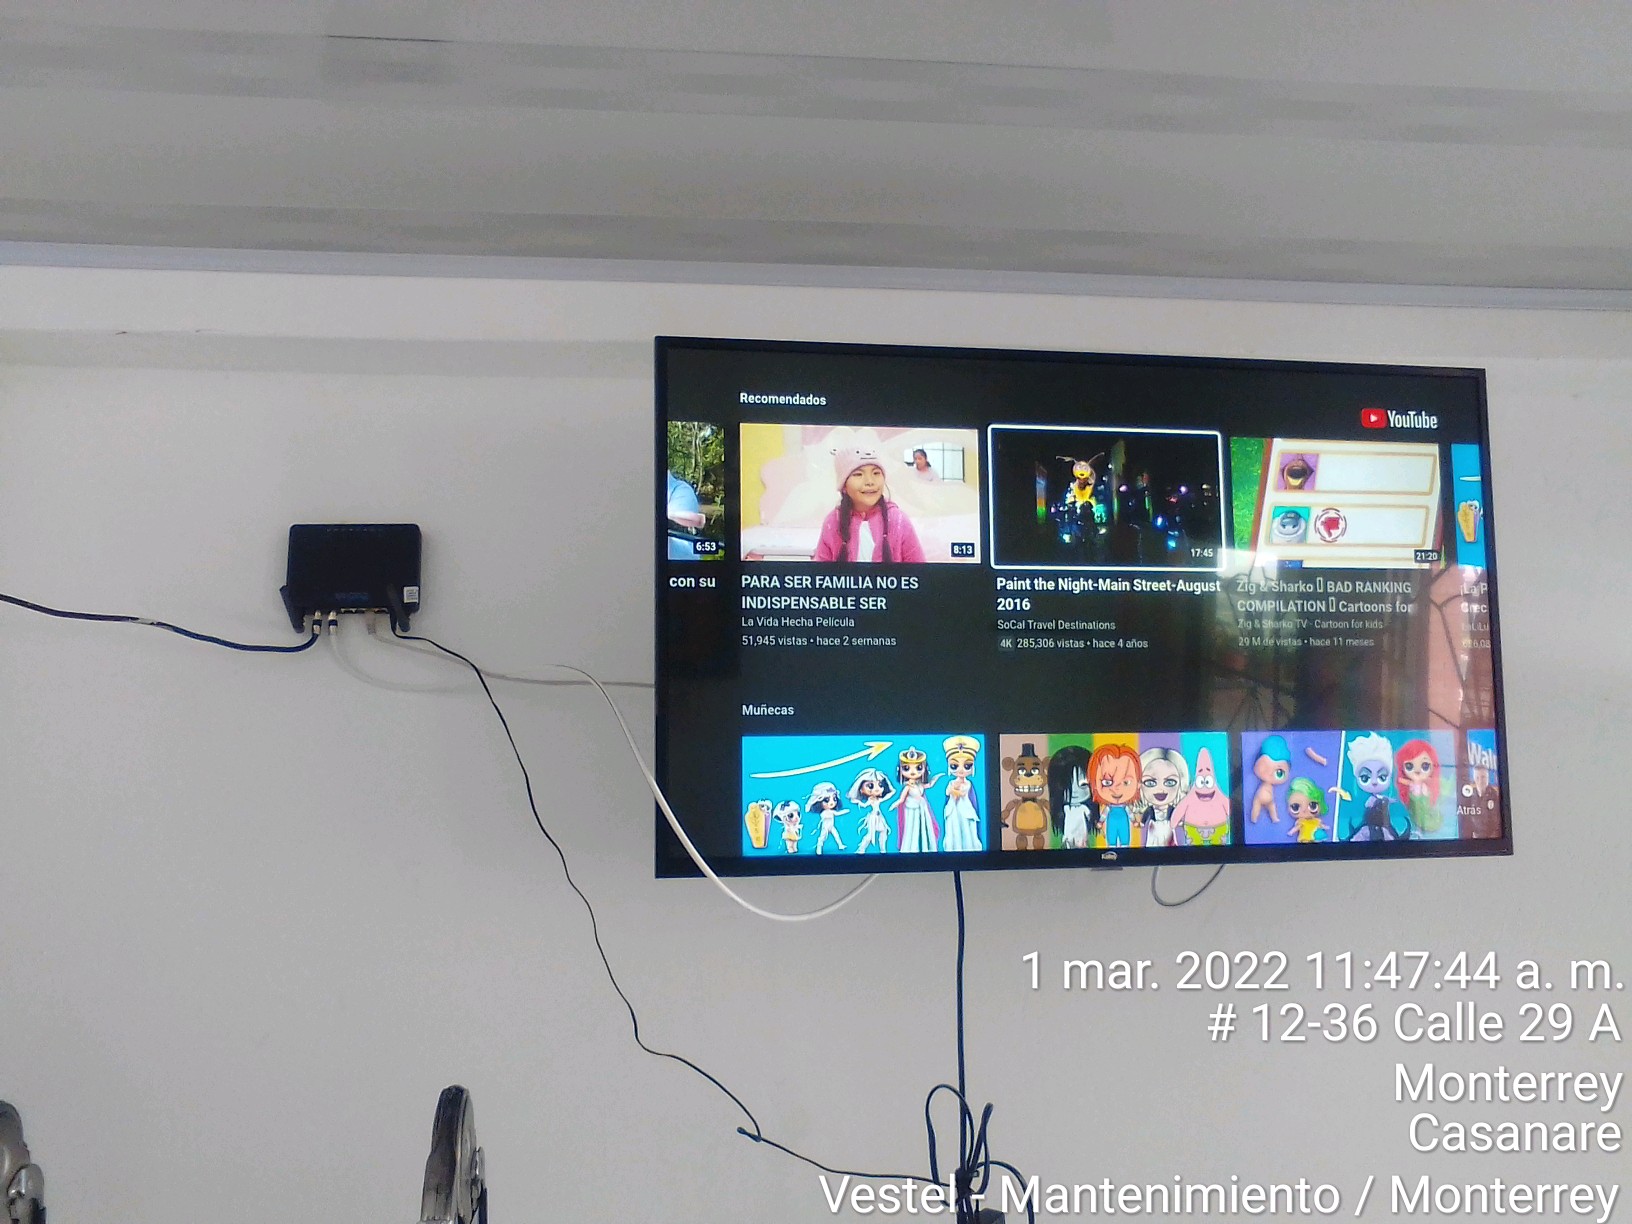 Recomendados
YouTube
6:53
8:13
17:45
21:20
con su
PARA SER FAMILIA NO ES
INDISPENSABLE SER
La Vida Hecha Película
51,945 vistas • hace 2 semanas
Paint the Night-Main Street-August
2016
SoCal Travel Destinations
4K 285,306 vistas • hace 4 años
Zig & Sharko ▯ BAD RANKING
COMPILATION ▯ Cartoons for
Zig & Sharko TV - Cartoon for kids
29 M de vistas • hace 11 meses
¡La P
Muñecas
Atrás
Kalley
1 mar. 2022 11:47:44 a. m.
# 12-36 Calle 29 A
Monterrey
Casanare
Vestel - Mantenimiento / Monterrey